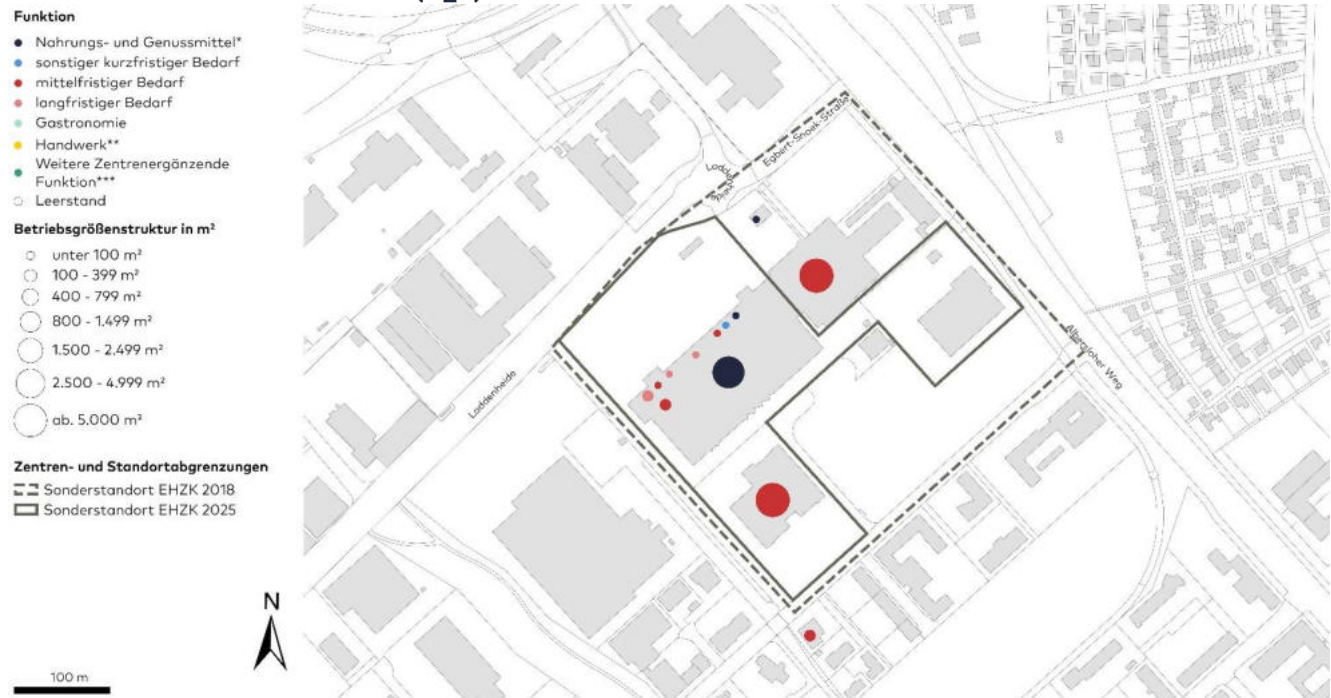 Funktion
Nahrungs- und Genussmittel*
sonstiger kurzfristiger Bedarf
mittelfristiger Bedarf
langfristiger Bedarf
Gastronomie
Handwerk**
Weitere Zentrenergänzende
Funktion***
Leerstand
Betriebsgrößenstruktur in m²
unter 100 m²
100 - 399 m²
400 - 799 m²
800 - 1.499 m²
1.500 - 2.499 m²
2.500 - 4.999 m²
ab. 5.000 m²
Zentren- und Standortabgrenzungen
Sonderstandort EHZK 2018
Sonderstandort EHZK 2025
N
100 m
Egbert-Snoek-Straße
Loddenheide